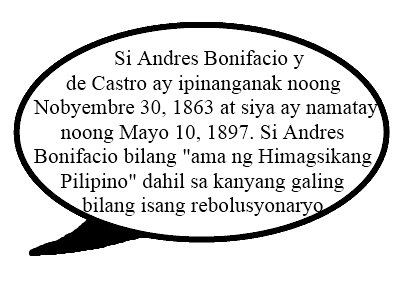 Si Andres Bonifacio y
de Castro ay ipinanganak noong
Nobyembre 30, 1863 at siya ay namatay
noong Mayo 10, 1897. Si Andres
Bonifacio bilang "ama ng Himagsikang
Pilipino" dahil sa kanyang galing
bilang isang rebolusyonaryo